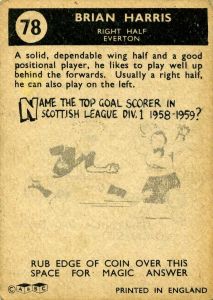 78
BRIAN HARRIS
RIGHT HALF
EVERTON
A solid, dependable wing half and a good
positional player, he likes to play well up
behind the forwards. Usually a right half,
he can also play on the left.
NAME THE TOP GOAL SCORER IN
SCOTTISH LEAGUE DIV. 1 1958-1959?
RUB EDGE OF COIN OVER THIS
SPACE FOR MAGIC ANSWER
© A&BC
PRINTED IN ENGLAND